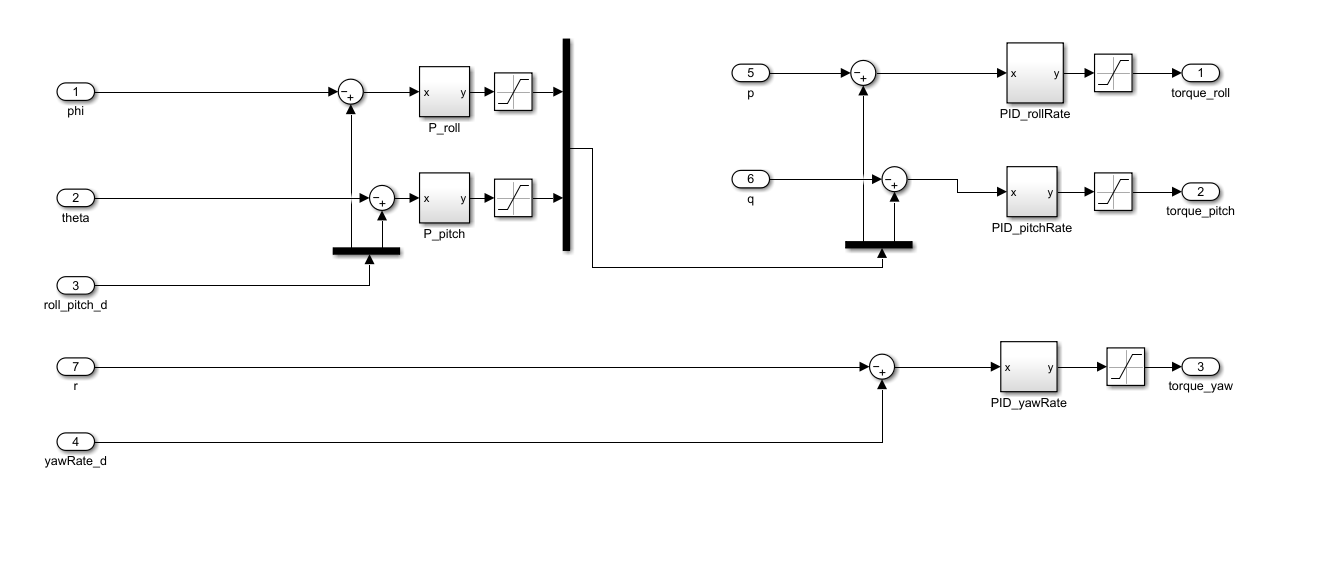 1
phi
−
+
x y
P_roll
2
theta
−
+
x y
P_pitch
3
roll_pitch_d
5
p
−
+
x y
PID_rollRate
1
torque_roll
6
q
−
+
x y
PID_pitchRate
2
torque_pitch
7
r
−
+
x y
PID_yawRate
3
torque_yaw
4
yawRate_d